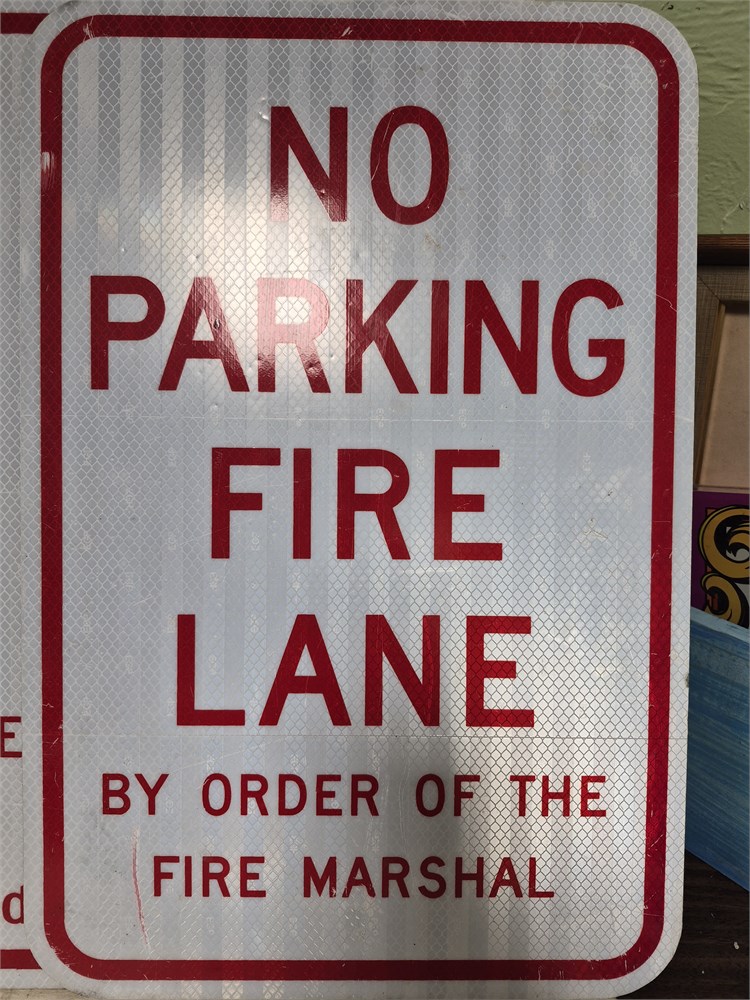 NO
PARKING
FIRE
LANE
BY ORDER OF THE
FIRE MARSHAL
E
d